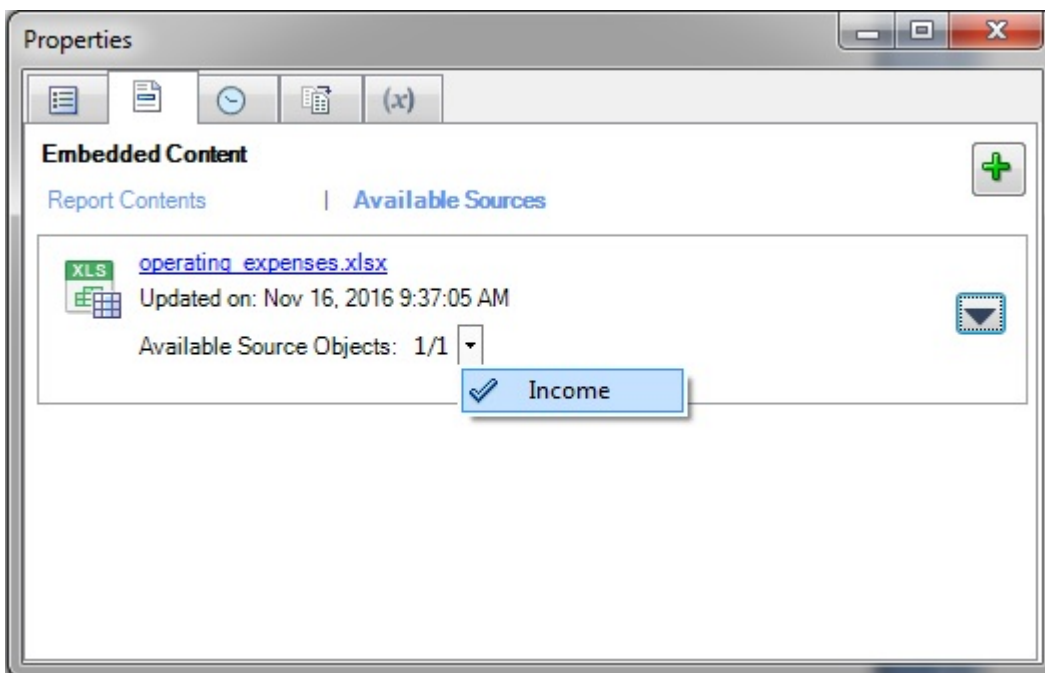 Properties
(x)
Embedded Content
Report Contents | Available Sources
XLS
operating_expenses.xlsx
Updated on: Nov 16, 2016 9:37:05 AM
Available Source Objects: 1/1
Income